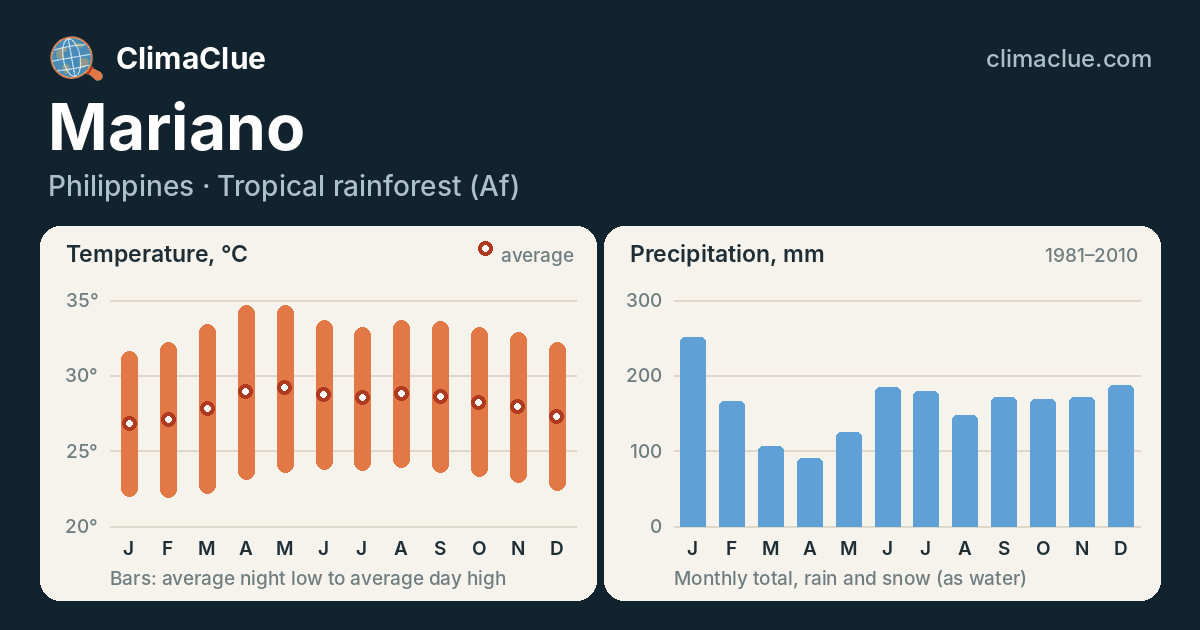 ClimaClue
climaclue.com
Mariano
Philippines · Tropical rainforest (Af)
Temperature, °C
average
35°
30°
25°
20°
J F M A M J J A S O N D
Bars: average night low to average day high
Precipitation, mm
1981–2010
300
200
100
0
J F M A M J J A S O N D
Monthly total, rain and snow (as water)